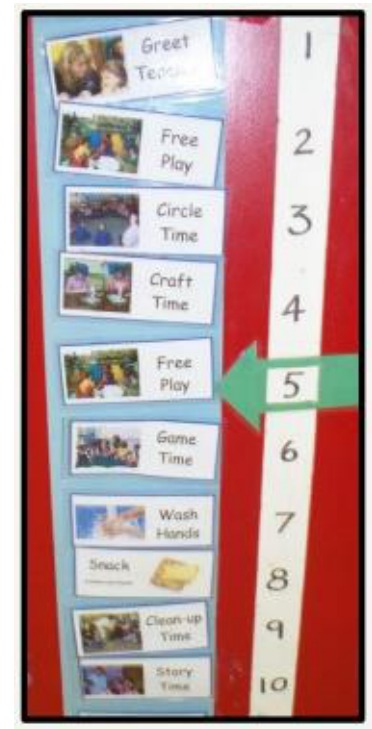 Greet
Teacher
1
Free
Play
2
Circle
Time
3
Craft
Time
4
Free
Play
5
Game
Time
6
Wash
Hands
7
Snack
8
Clean-up
Time
9
Story
Time
10